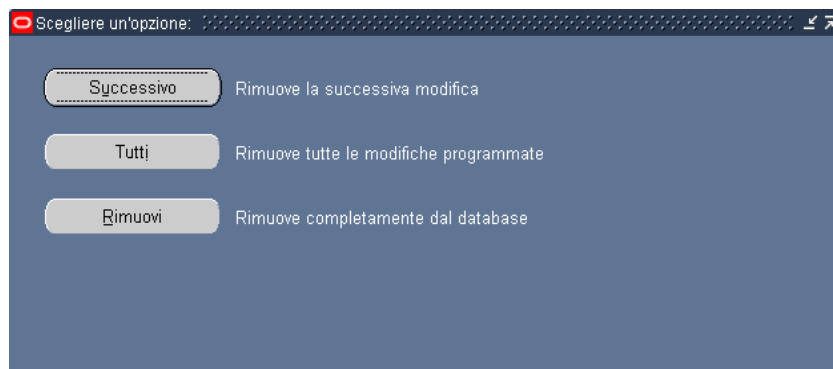 Scegliere un'opzione:
Successivo Rimuove la successiva modifica
Tutti Rimuove tutte le modifiche programmate
Rimuovi Rimuove completamente dal database